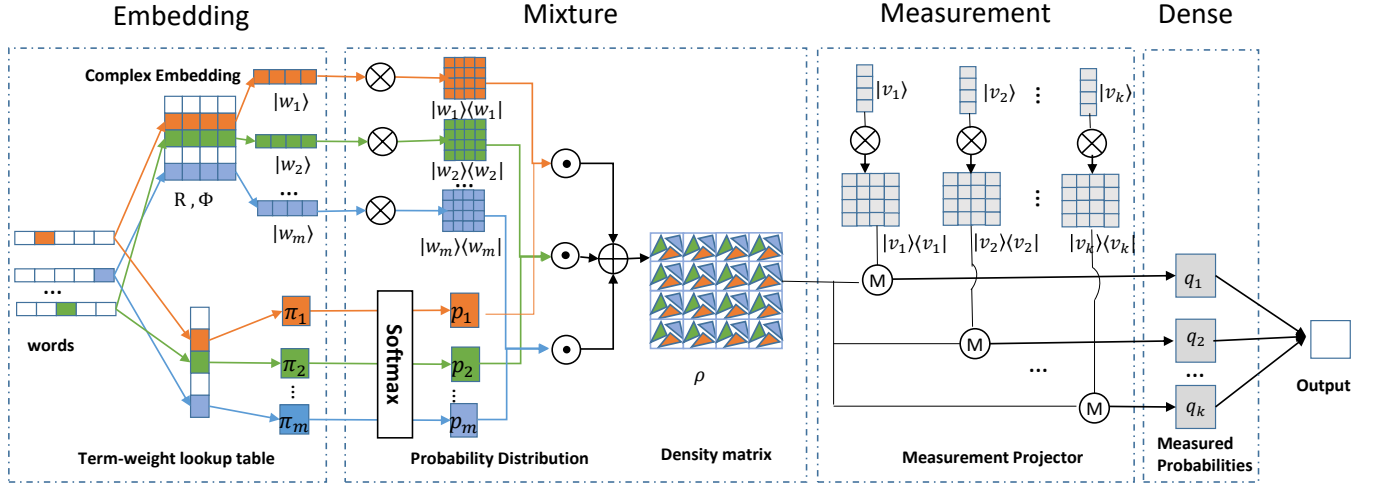 Embedding
Mixture
Measurement
Dense
Complex Embedding
|w₁⟩
|w₂⟩
...
|wₘ⟩
R , Φ
...
words
π₁
π₂
...
πₘ
Term-weight lookup table
|w₁⟩⟨w₁|
|w₂⟩⟨w₂|
...
|wₘ⟩⟨wₘ|
Softmax
p₁
p₂
...
pₘ
Probability Distribution
ρ
Density matrix
|v₁⟩
|v₂⟩
...
|vₖ⟩
...
|v₁⟩⟨v₁|
|v₂⟩⟨v₂|
|vₖ⟩⟨vₖ|
M
M
...
M
Measurement Projector
q₁
q₂
...
qₖ
Measured
Probabilities
Output